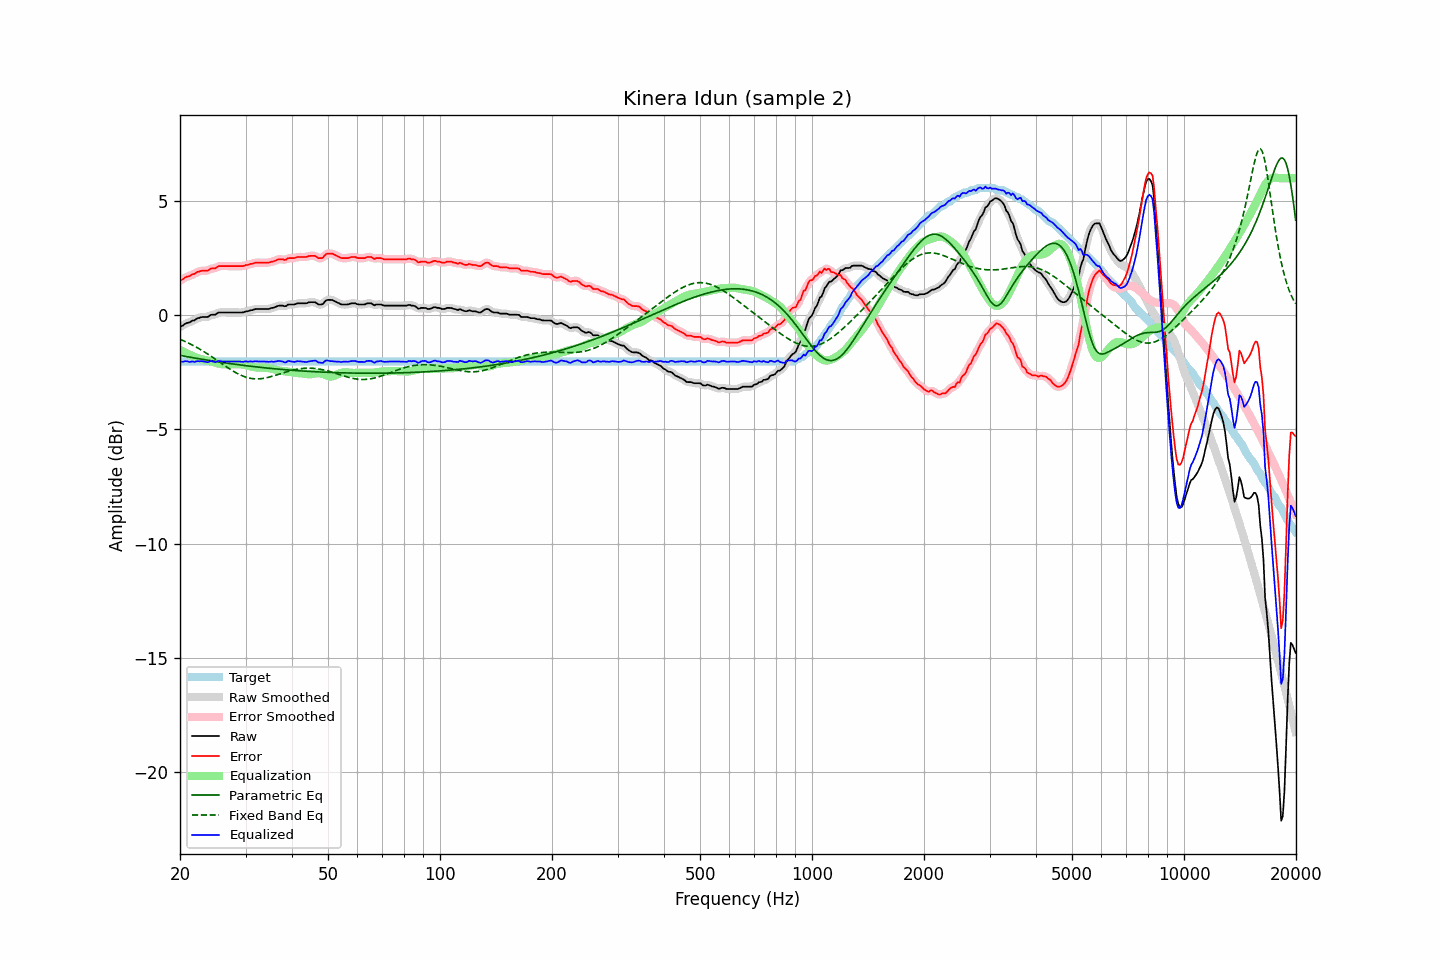 Kinera Idun (sample 2)
Amplitude (dBr)
5
0
−5
−10
−15
−20
Target
Raw Smoothed
Error Smoothed
Raw
Error
Equalization
Parametric Eq
Fixed Band Eq
Equalized
20 50 100 200 500 1000 2000 5000 10000 20000
Frequency (Hz)